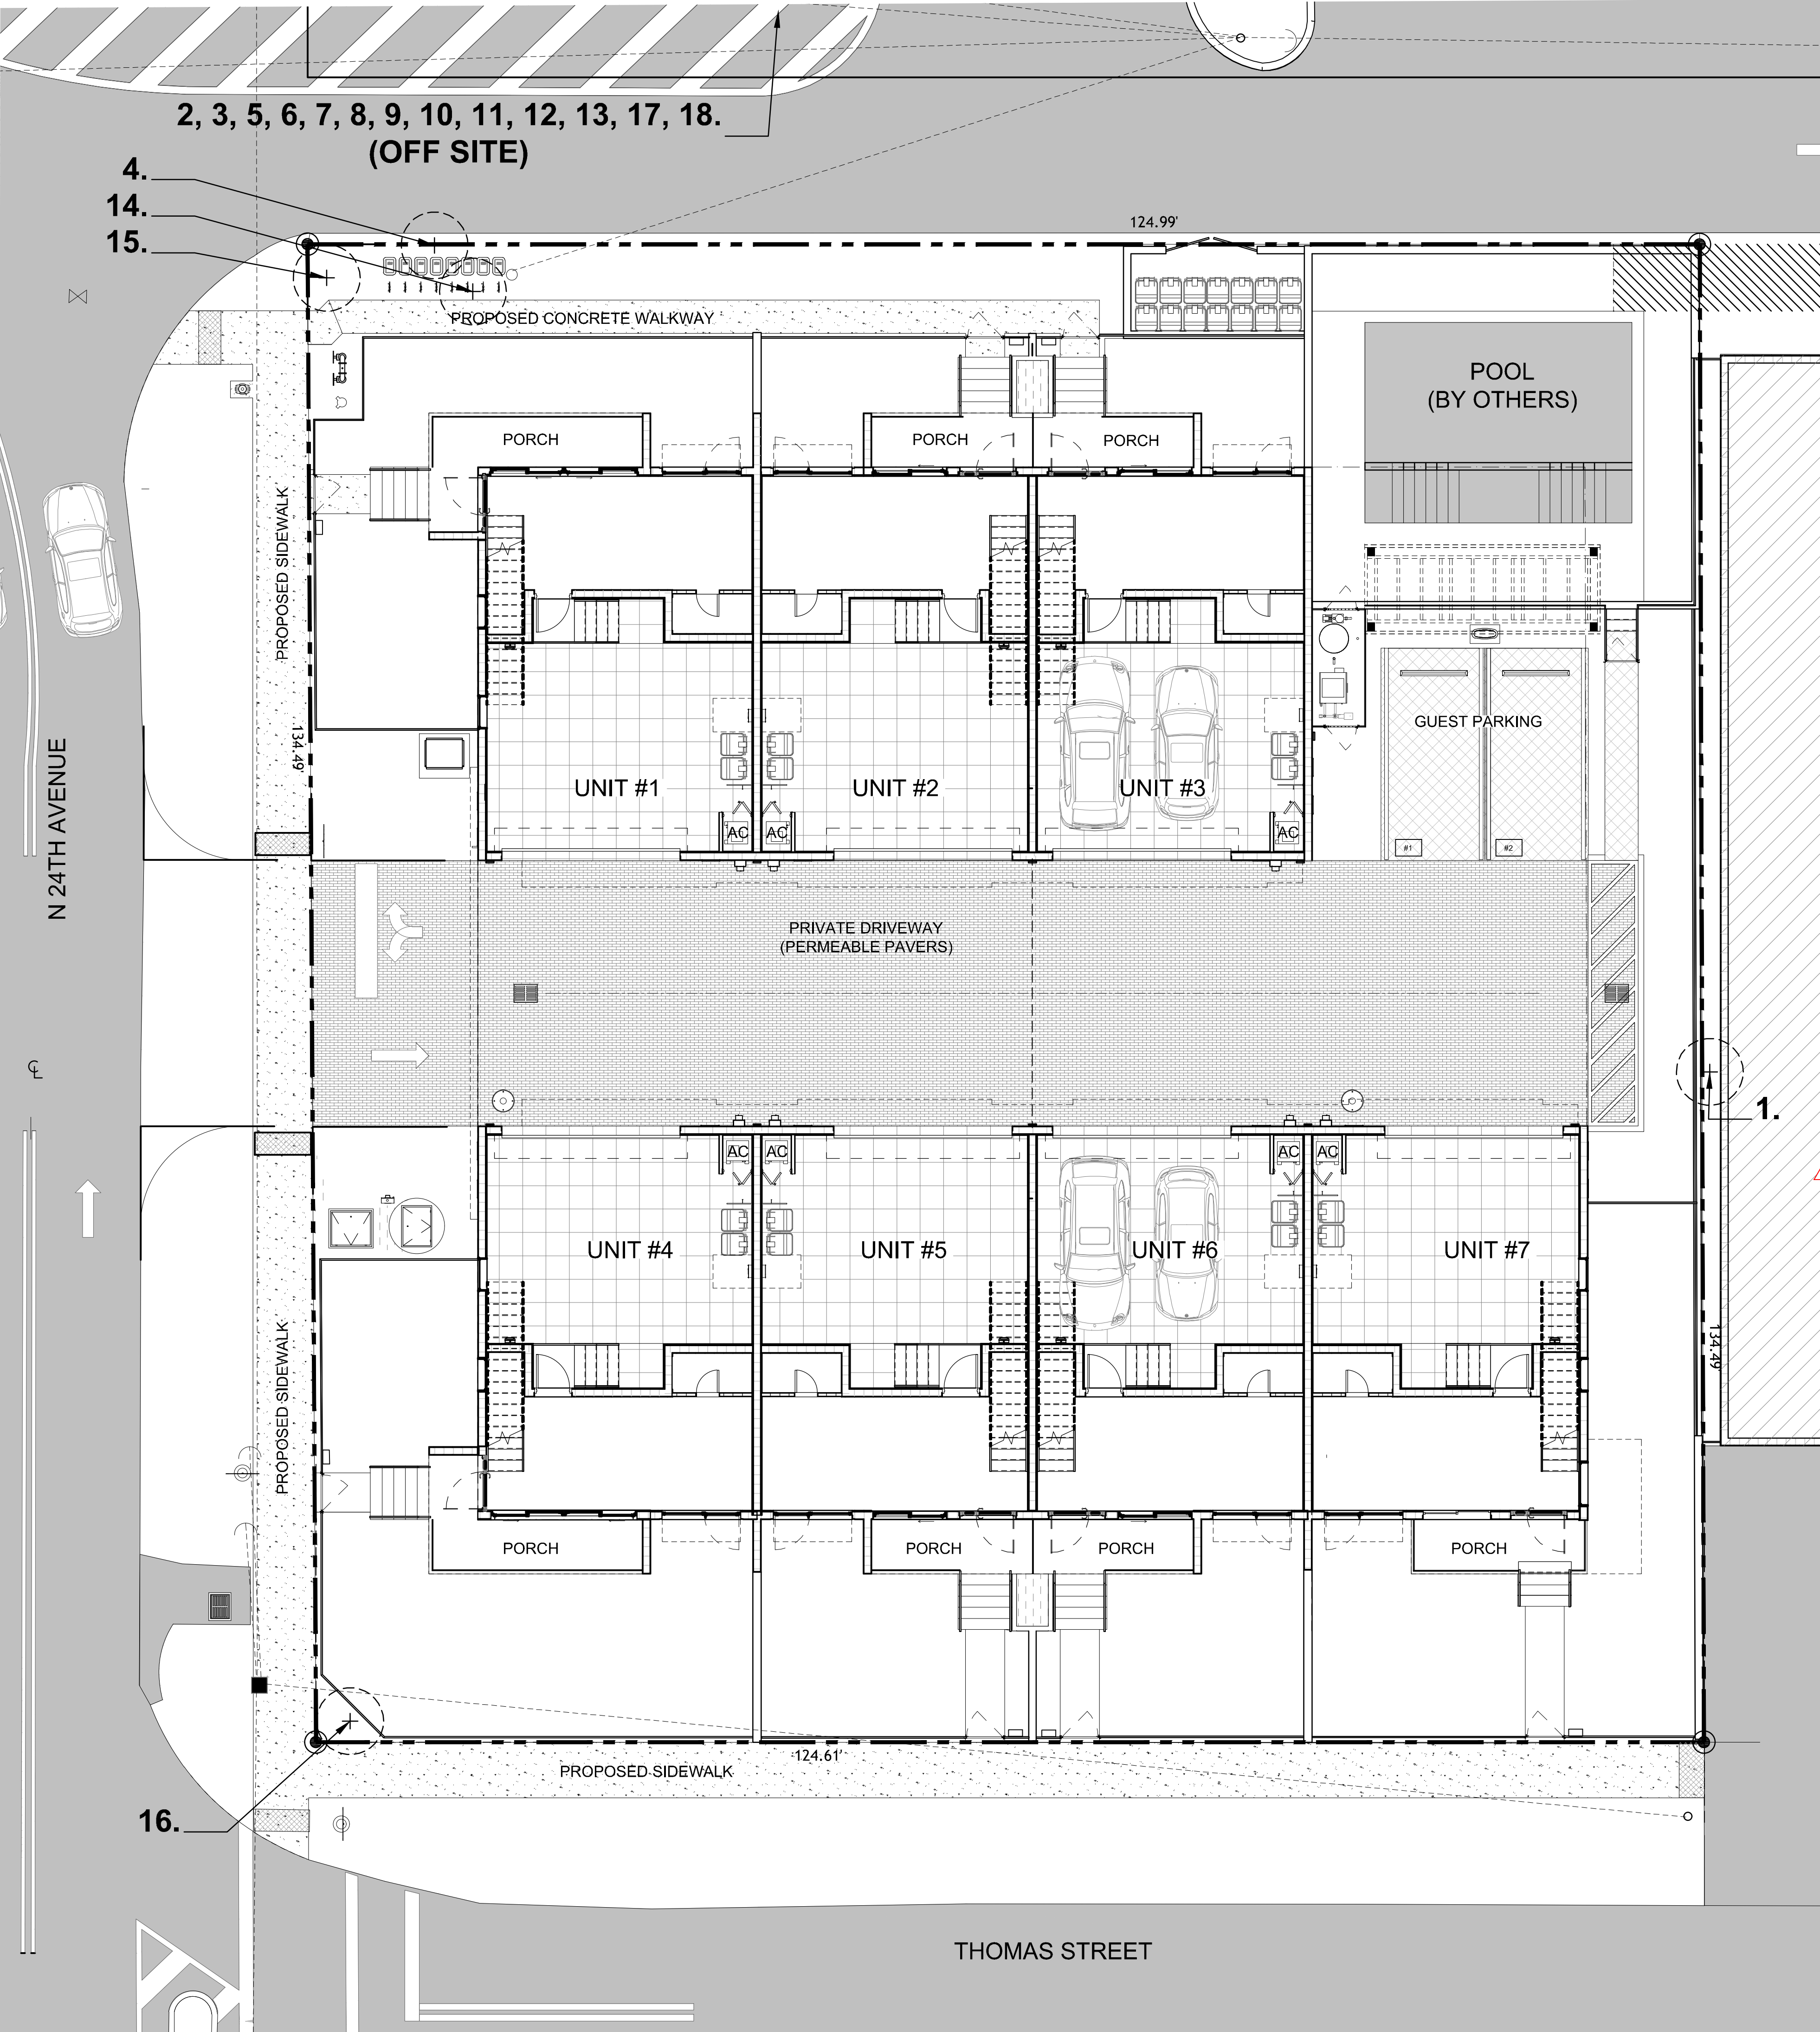 2, 3, 5, 6, 7, 8, 9, 10, 11, 12, 13, 17, 18.
(OFF SITE)
4.
14.
15.
124.99'
PROPOSED CONCRETE WALKWAY
POOL
(BY OTHERS)
PORCH
PORCH
PORCH
PROPOSED SIDEWALK
134.49'
N 24TH AVENUE
GUEST PARKING
UNIT #1
UNIT #2
UNIT #3
AC
AC
AC
#1
#2
PRIVATE DRIVEWAY
(PERMEABLE PAVERS)
℄
1.
AC
AC
AC
AC
UNIT #4
UNIT #5
UNIT #6
UNIT #7
134.49'
PROPOSED SIDEWALK
PORCH
PORCH
PORCH
PORCH
124.61'
PROPOSED SIDEWALK
16.
THOMAS STREET